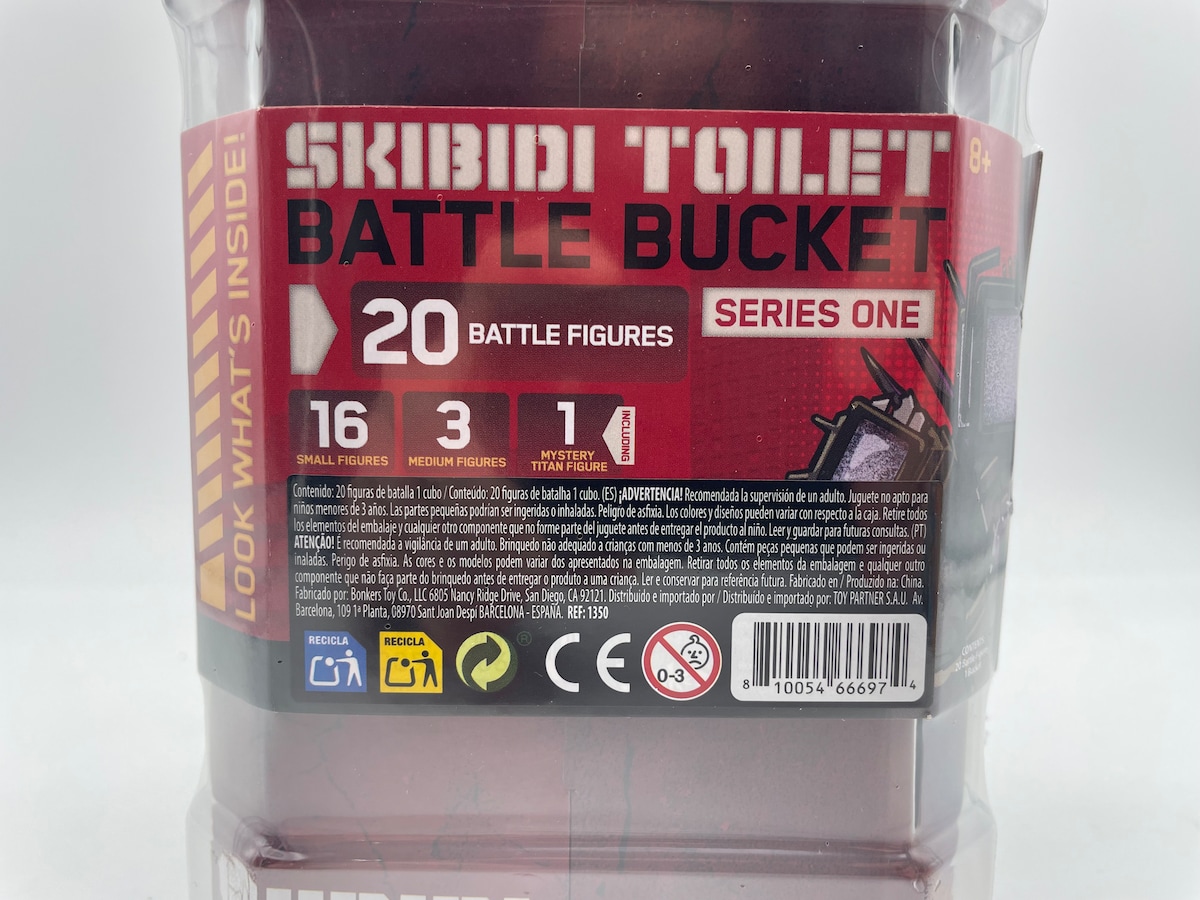 LOOK WHAT'S INSIDE!
SKIBIDI TOILET
8+
BATTLE BUCKET
20 BATTLE FIGURES
SERIES ONE
16
SMALL FIGURES
3
MEDIUM FIGURES
1
MYSTERY
TITAN FIGURE
INCLUDING
Contenido: 20 figuras de batalla 1 cubo / Conteúdo: 20 figuras de batalha 1 cubo. (ES) ¡ADVERTENCIA! Recomendada la supervisión de un adulto. Juguete no apto para
niños menores de 3 años. Las partes pequeñas podrían ser ingeridas o inhaladas. Peligro de asfixia. Los colores y diseños pueden variar con respecto a la caja. Retire todos
los elementos del embalaje y cualquier otro componente que no forme parte del juguete antes de entregar el producto al niño. Leer y guardar para futuras consultas. (PT)
ATENÇÃO! É recomendada a vigilância de um adulto. Brinquedo não adequado a crianças com menos de 3 anos. Contém peças pequenas que podem ser ingeridas ou
inaladas. Perigo de asfixia. As cores e os modelos podem variar dos apresentados na embalagem. Retirar todos os elementos da embalagem e qualquer outro
componente que não faça parte do brinquedo antes de entregar o produto a uma criança. Ler e conservar para referência futura. Fabricado en / Produzido na: China.
Fabricado por: Bonkers Toy Co., LLC 6805 Nancy Ridge Drive, San Diego, CA 92121. Distribuido e importado por / Distribuído e importado por: TOY PARTNER S.A.U. Av.
Barcelona, 109 1ª Planta, 08970 Sant Joan Despí BARCELONA - ESPAÑA. REF: 1350
RECICLA
RECICLA
®
CE
0-3
8 10054 66697 4
CONTENTS:
20 Battle Figures
1 Bucket